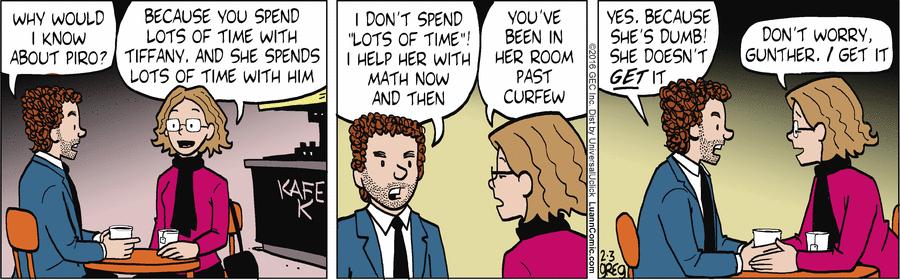 WHY WOULD
I KNOW
ABOUT PIRO?
BECAUSE YOU SPEND
LOTS OF TIME WITH
TIFFANY. AND SHE SPENDS
LOTS OF TIME WITH HIM
KAFE
K
I DON'T SPEND
"LOTS OF TIME"!
I HELP HER WITH
MATH NOW
AND THEN
YOU'VE
BEEN IN
HER ROOM
PAST
CURFEW
©2016 GEC Inc. Dist by UniversalUclick LuannComic.com
YES. BECAUSE
SHE'S DUMB!
SHE DOESN'T
GET IT
DON'T WORRY,
GUNTHER. I GET IT
2-3
GREG